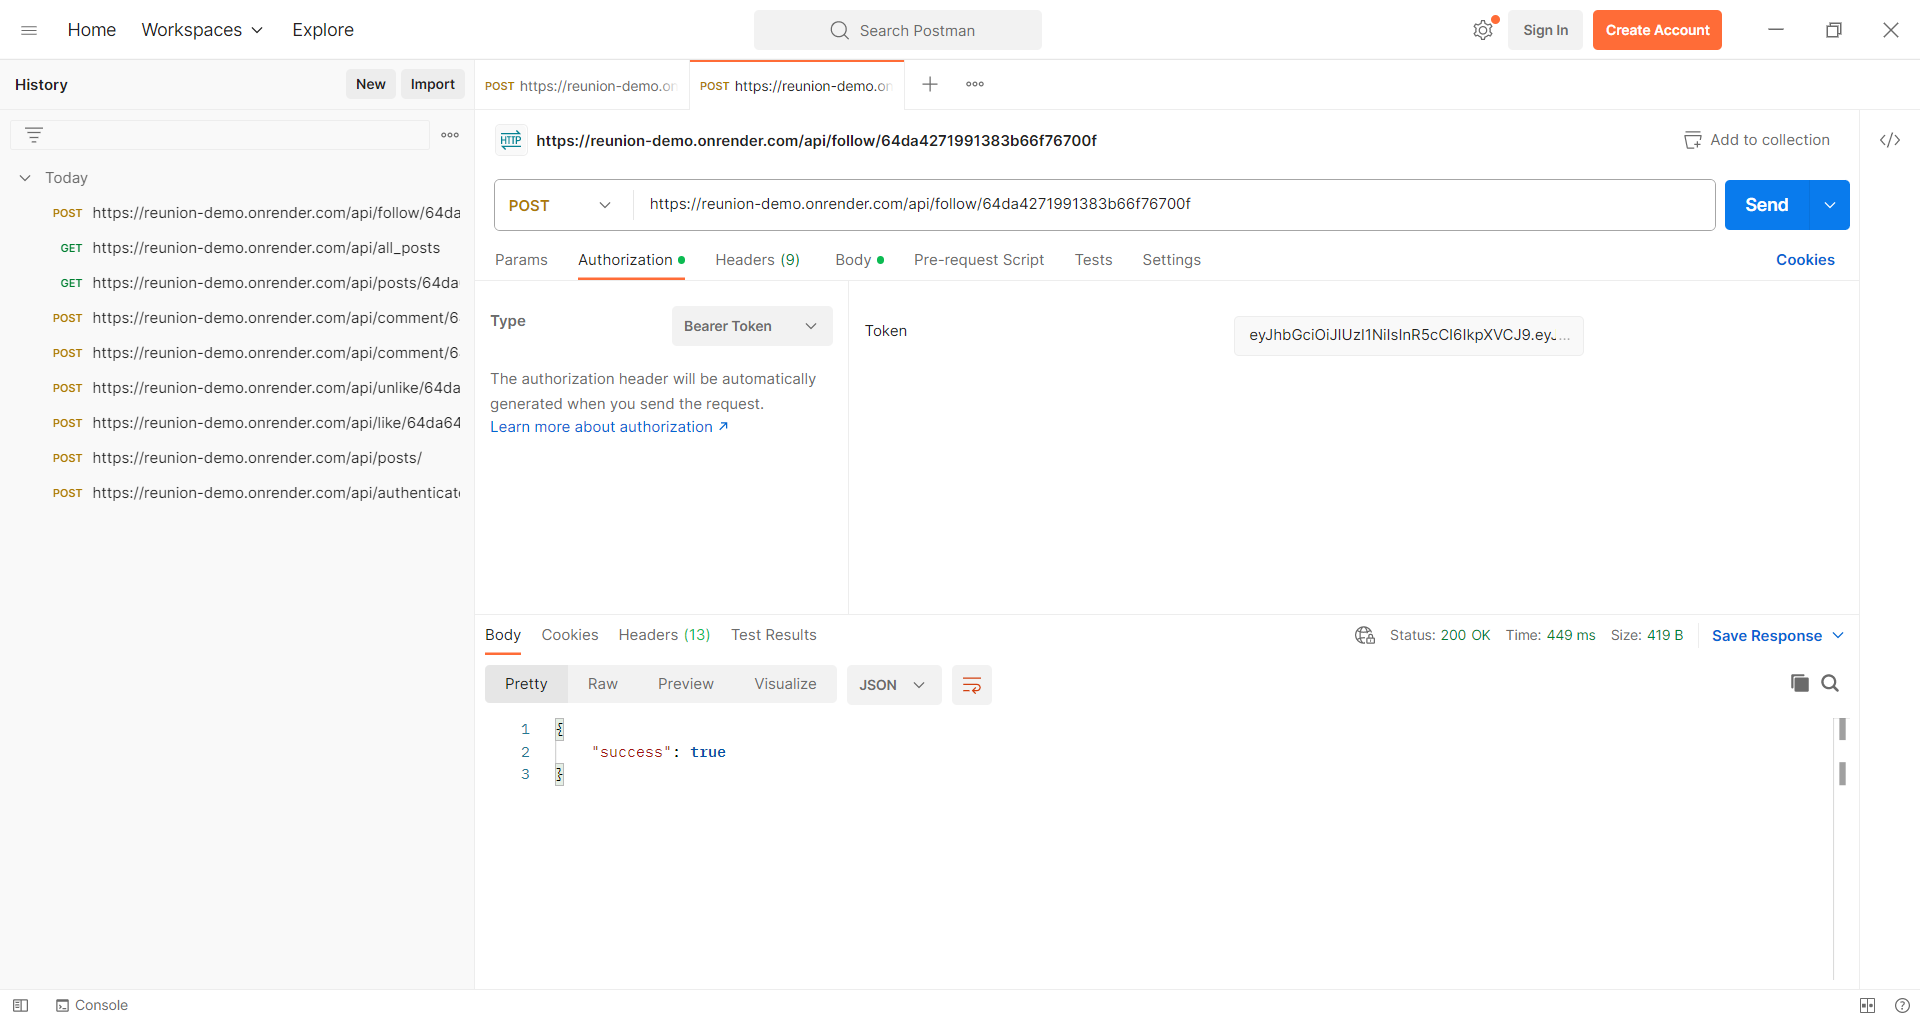 Home
Workspaces
Explore
Search Postman
Sign In
Create Account
History
New
Import
POST https://reunion-demo.on
POST https://reunion-demo.on
HTTP
https://reunion-demo.onrender.com/api/follow/64da4271991383b66f76700f
Add to collection
</>
Today
POST https://reunion-demo.onrender.com/api/follow/64da
GET https://reunion-demo.onrender.com/api/all_posts
GET https://reunion-demo.onrender.com/api/posts/64da
POST https://reunion-demo.onrender.com/api/comment/6
POST https://reunion-demo.onrender.com/api/comment/6
POST https://reunion-demo.onrender.com/api/unlike/64da
POST https://reunion-demo.onrender.com/api/like/64da64
POST https://reunion-demo.onrender.com/api/posts/
POST https://reunion-demo.onrender.com/api/authenticate
POST
https://reunion-demo.onrender.com/api/follow/64da4271991383b66f76700f
Send
Params
Authorization
Headers (9)
Body
Pre-request Script
Tests
Settings
Cookies
Type
Bearer Token
The authorization header will be automatically
generated when you send the request.
Learn more about authorization ↗
Token
eyJhbGciOiJIUzI1NiIsInR5cCI6IkpXVCJ9.eyJ...
Body
Cookies
Headers (13)
Test Results
Status: 200 OK
Time: 449 ms
Size: 419 B
Save Response
Pretty
Raw
Preview
Visualize
JSON
1 {
2 "success": true
3 }
Console